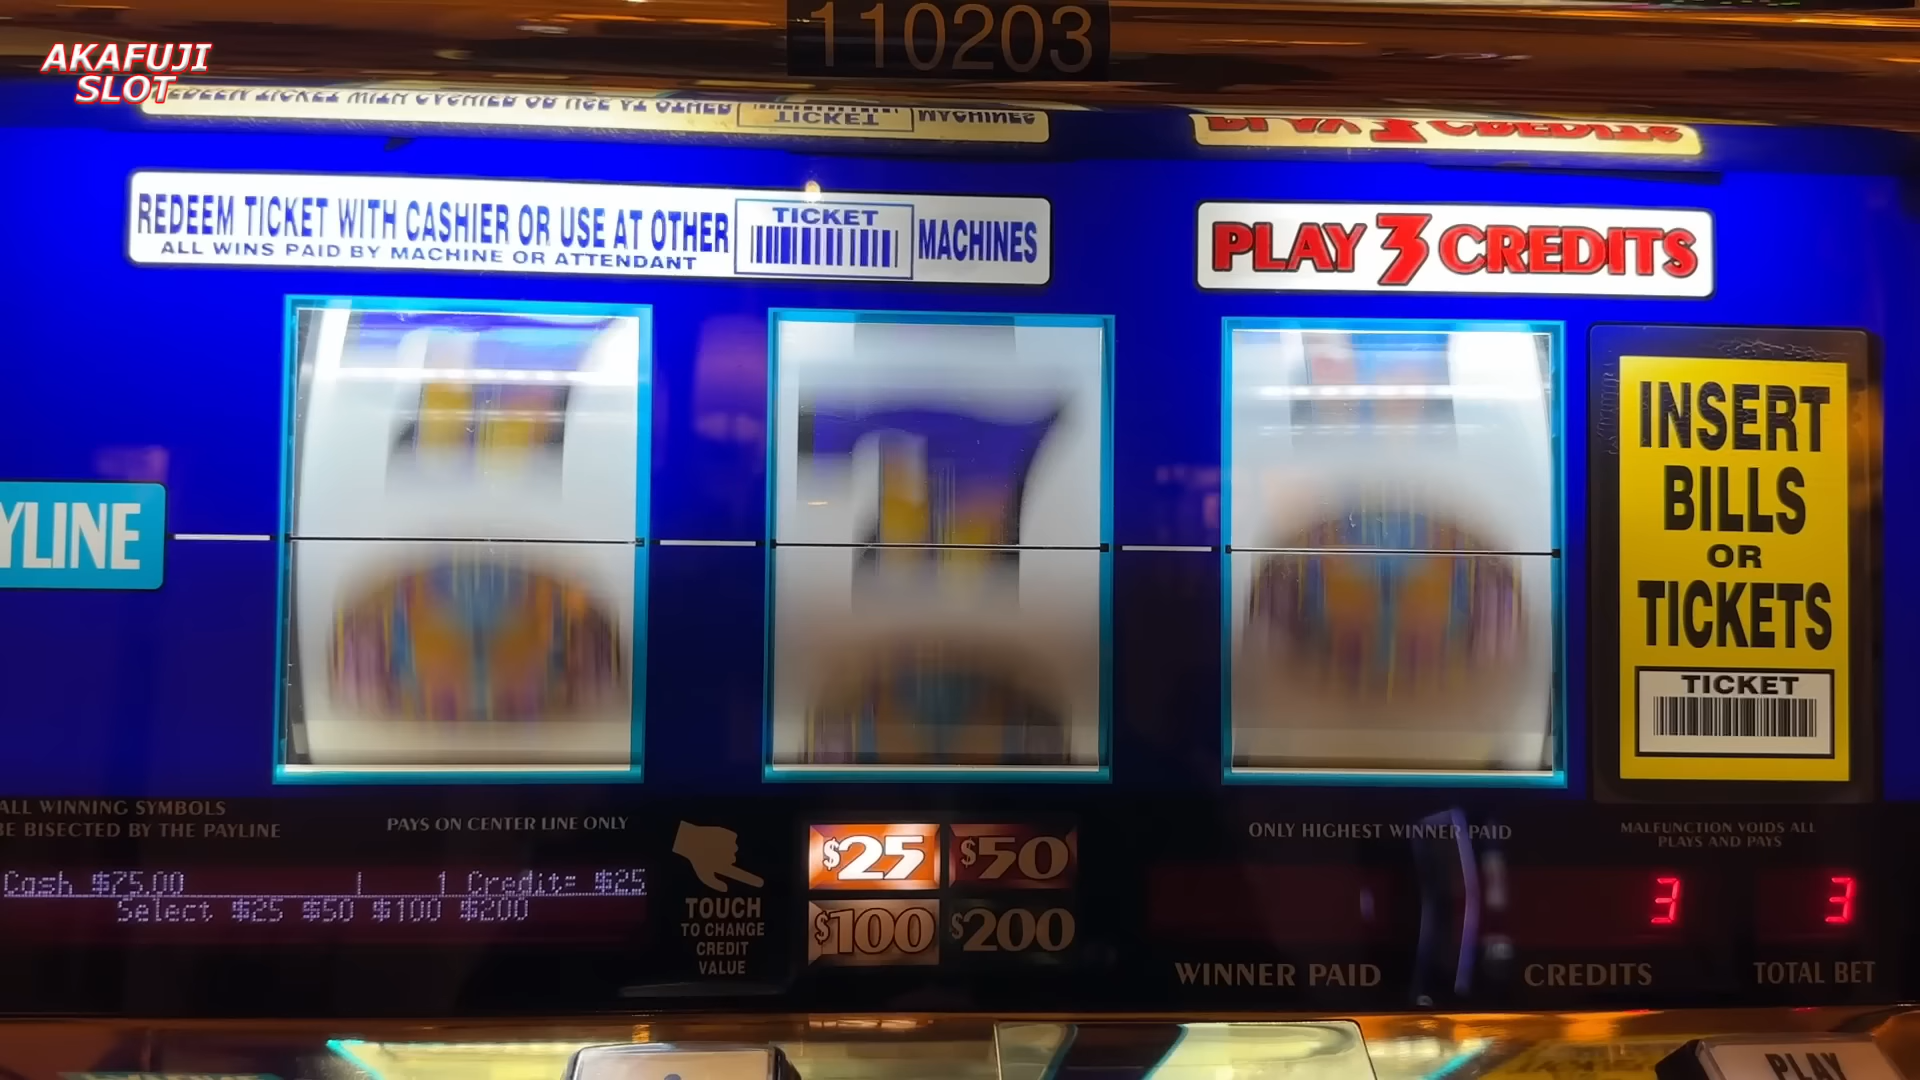 110203
AKAFUJI
SLOT
REDEEM TICKET WITH CASHIER OR USE AT OTHER TICKET MACHINES
ALL WINS PAID BY MACHINE OR ATTENDANT
PLAY 3 CREDITS
INSERT
BILLS
OR
TICKETS
TICKET
YLINE
ALL WINNING SYMBOLS
BE BISECTED BY THE PAYLINE
PAYS ON CENTER LINE ONLY
ONLY HIGHEST WINNER PAID
MALFUNCTION VOIDS ALL
PLAYS AND PAYS
Cash $75.00 | 1 Credit= $25
Select $25 $50 $100 $200
TOUCH
TO CHANGE
CREDIT
VALUE
$25 $50
$100 $200
3 3
WINNER PAID CREDITS TOTAL BET
PLAY